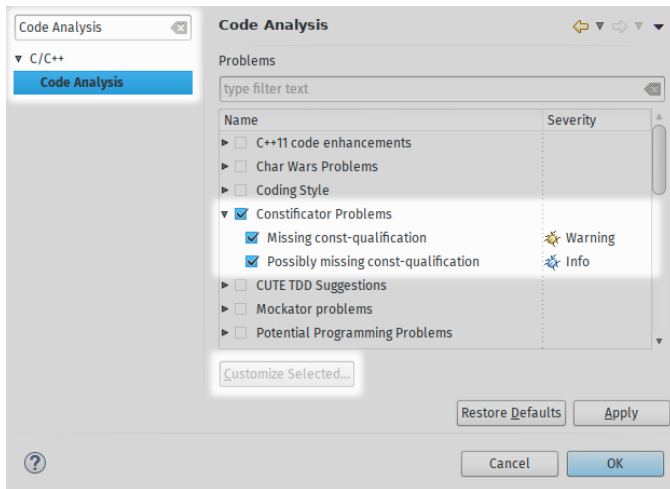 Code Analysis
C/C++
Code Analysis
Code Analysis
Problems
type filter text
Name Severity
C++11 code enhancements
Char Wars Problems
Coding Style
Constificator Problems
Missing const-qualification Warning
Possibly missing const-qualification Info
CUTE TDD Suggestions
Mockator problems
Potential Programming Problems
Customize Selected...
Restore Defaults Apply
? Cancel OK